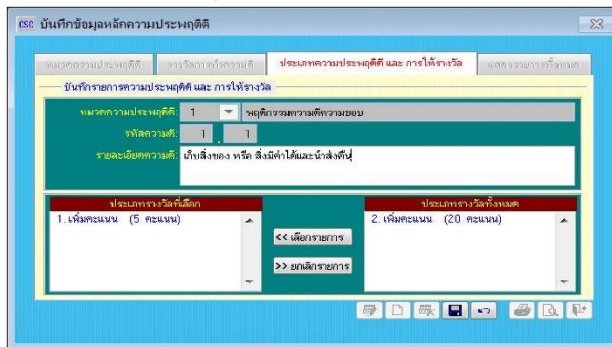 CSC บันทึกข้อมูลหลักความประพฤติ
หมวดความประพฤติ รางวัลการทำความดี ประเภทความประพฤติดี และ การให้รางวัล แสดงรายการทั้งหมด
บันทึกรายการความประพฤติดี และ การให้รางวัล
หมวดความประพฤติดี: 1 พฤติกรรมความดีความชอบ
รหัสความดี: 1 . 1
รายละเอียดความดี: เก็บสิ่งของ หรือ สิ่งมีค่าได้และนำส่งคืน
ประเภทรางวัลที่เลือก ประเภทรางวัลทั้งหมด
1. เพิ่มคะแนน (5 คะแนน) 2. เพิ่มคะแนน (20 คะแนน)
<< เลือกรายการ
>> ยกเลิกรายการ